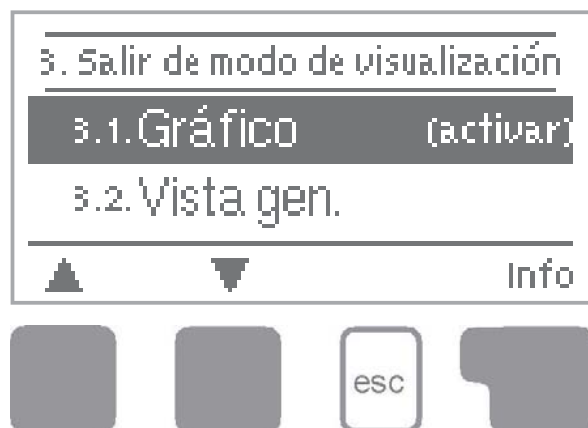 3. Salir de modo de visualización
3.1. Gráfico (activar)
3.2. Vista gen.
Info
esc